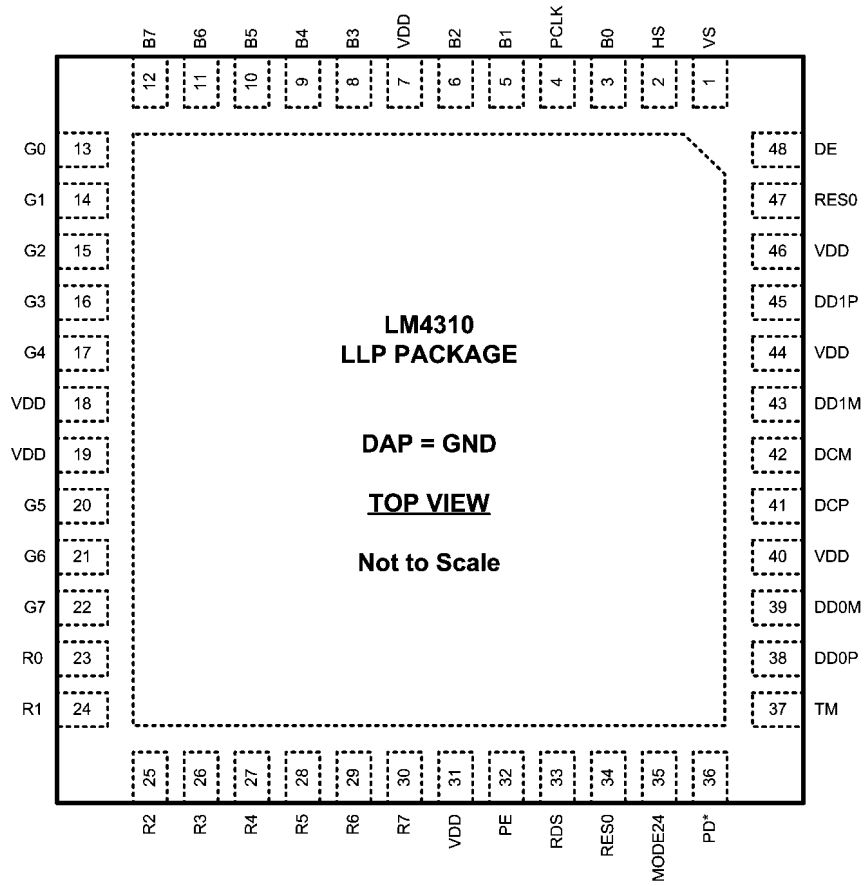 B7 B6 B5 B4 B3 VDD B2 B1 PCLK B0 HS VS
12 11 10 9 8 7 6 5 4 3 2 1
G0 13 48 DE
G1 14 47 RES0
G2 15 46 VDD
G3 16 45 DD1P
LM4310
G4 17 44 VDD
LLP PACKAGE
VDD 18 43 DD1M
DAP = GND
VDD 19 42 DCM
G5 20 41 DCP
TOP VIEW
G6 21 40 VDD
Not to Scale
G7 22 39 DD0M
R0 23 38 DD0P
R1 24 37 TM
25 26 27 28 29 30 31 32 33 34 35 36
R2 R3 R4 R5 R6 R7 VDD PE RDS RES0 MODE24 PD*